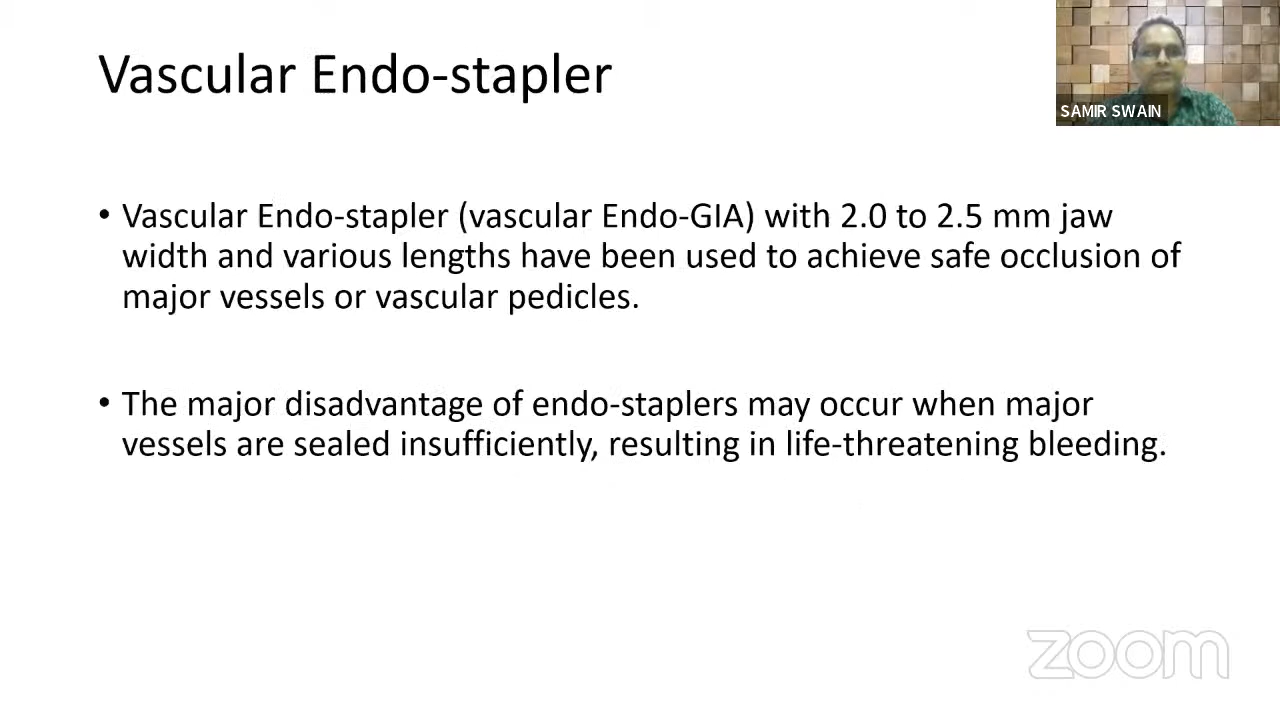 Vascular Endo-stapler
SAMIR SWAIN
• Vascular Endo-stapler (vascular Endo-GIA) with 2.0 to 2.5 mm jaw
width and various lengths have been used to achieve safe occlusion of
major vessels or vascular pedicles.
• The major disadvantage of endo-staplers may occur when major
vessels are sealed insufficiently, resulting in life-threatening bleeding.
zoom